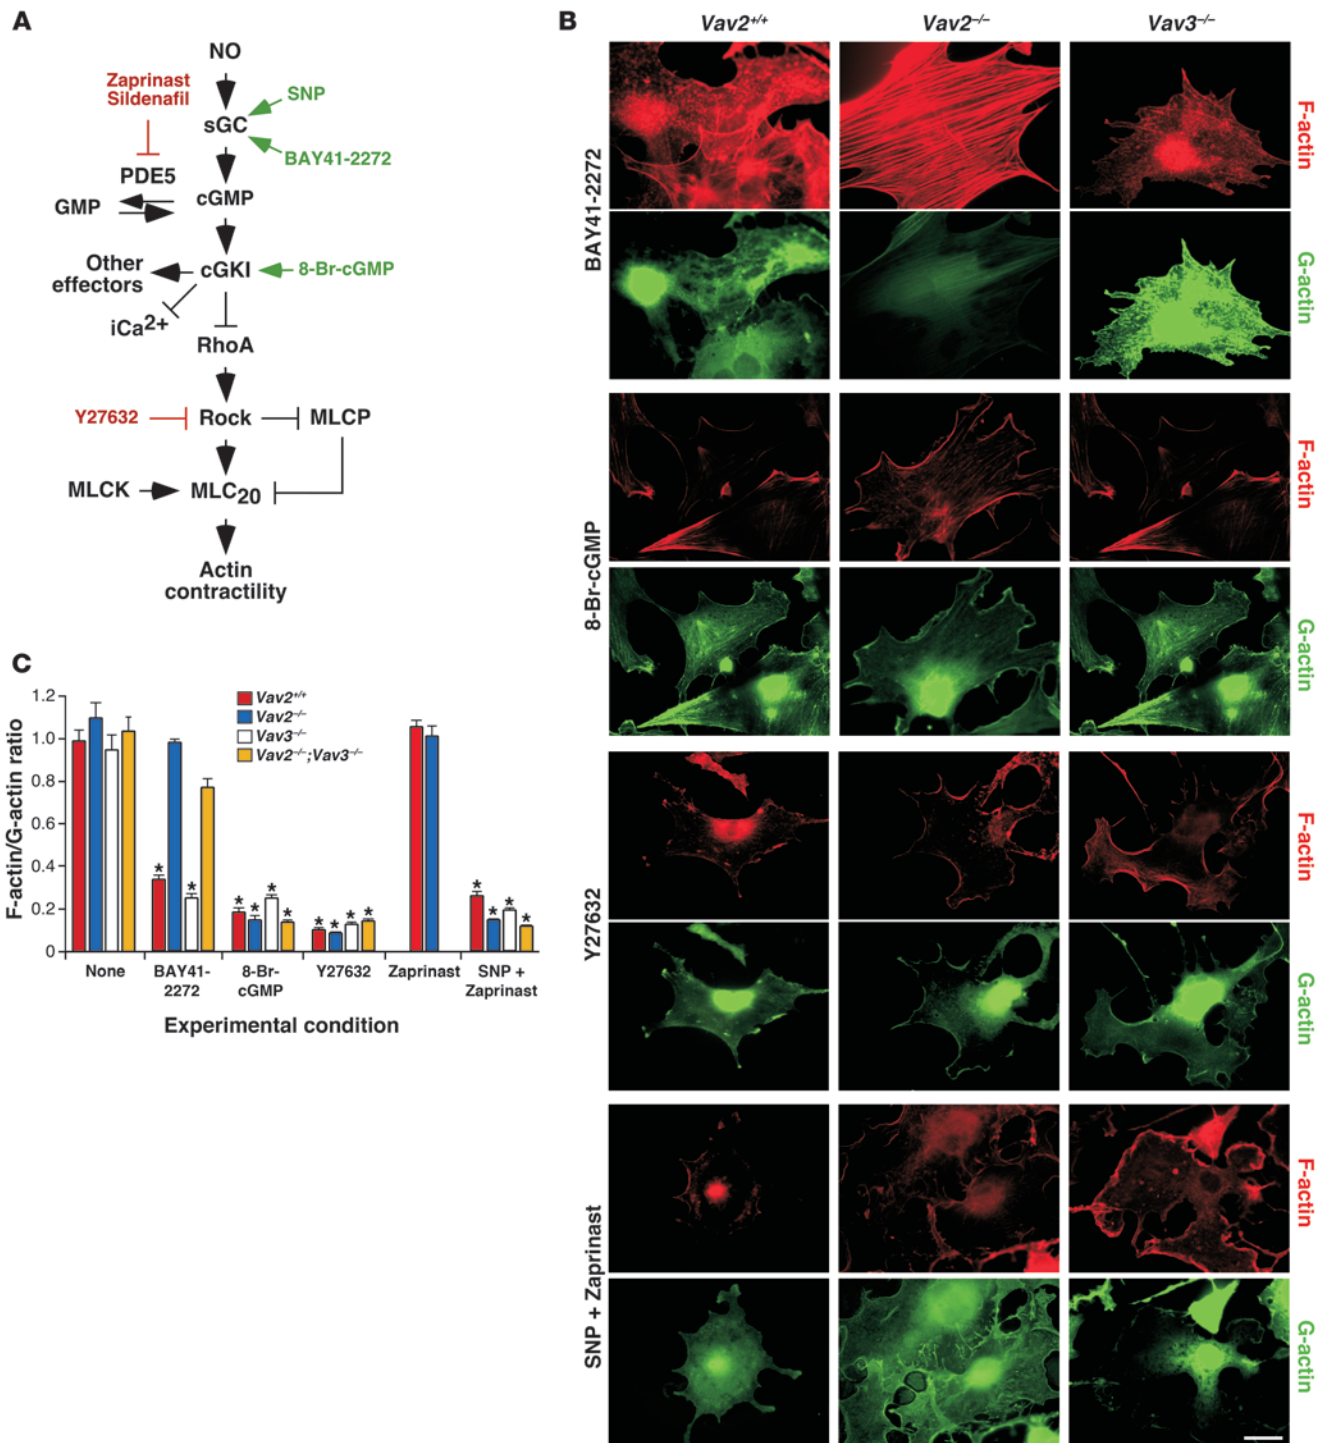 A
NO
Zaprinast
Sildenafil
SNP
sGC
BAY41-2272
PDE5
GMP
cGMP
Other
effectors
cGKI
8-Br-cGMP
iCa2+
RhoA
Y27632
Rock
MLCP
MLCK
MLC20
Actin
contractility
B
Vav2+/+
Vav2–/–
Vav3–/–
BAY41-2272
F-actin
G-actin
8-Br-cGMP
F-actin
G-actin
Y27632
F-actin
G-actin
SNP + Zaprinast
F-actin
G-actin
C
F-actin/G-actin ratio
1.2
1.0
0.8
0.6
0.4
0.2
0
Vav2+/+
Vav2–/–
Vav3–/–
Vav2–/–;Vav3–/–
* * * * * * * * * * * * * *
None
BAY41-
2272
8-Br-
cGMP
Y27632
Zaprinast
SNP +
Zaprinast
Experimental condition